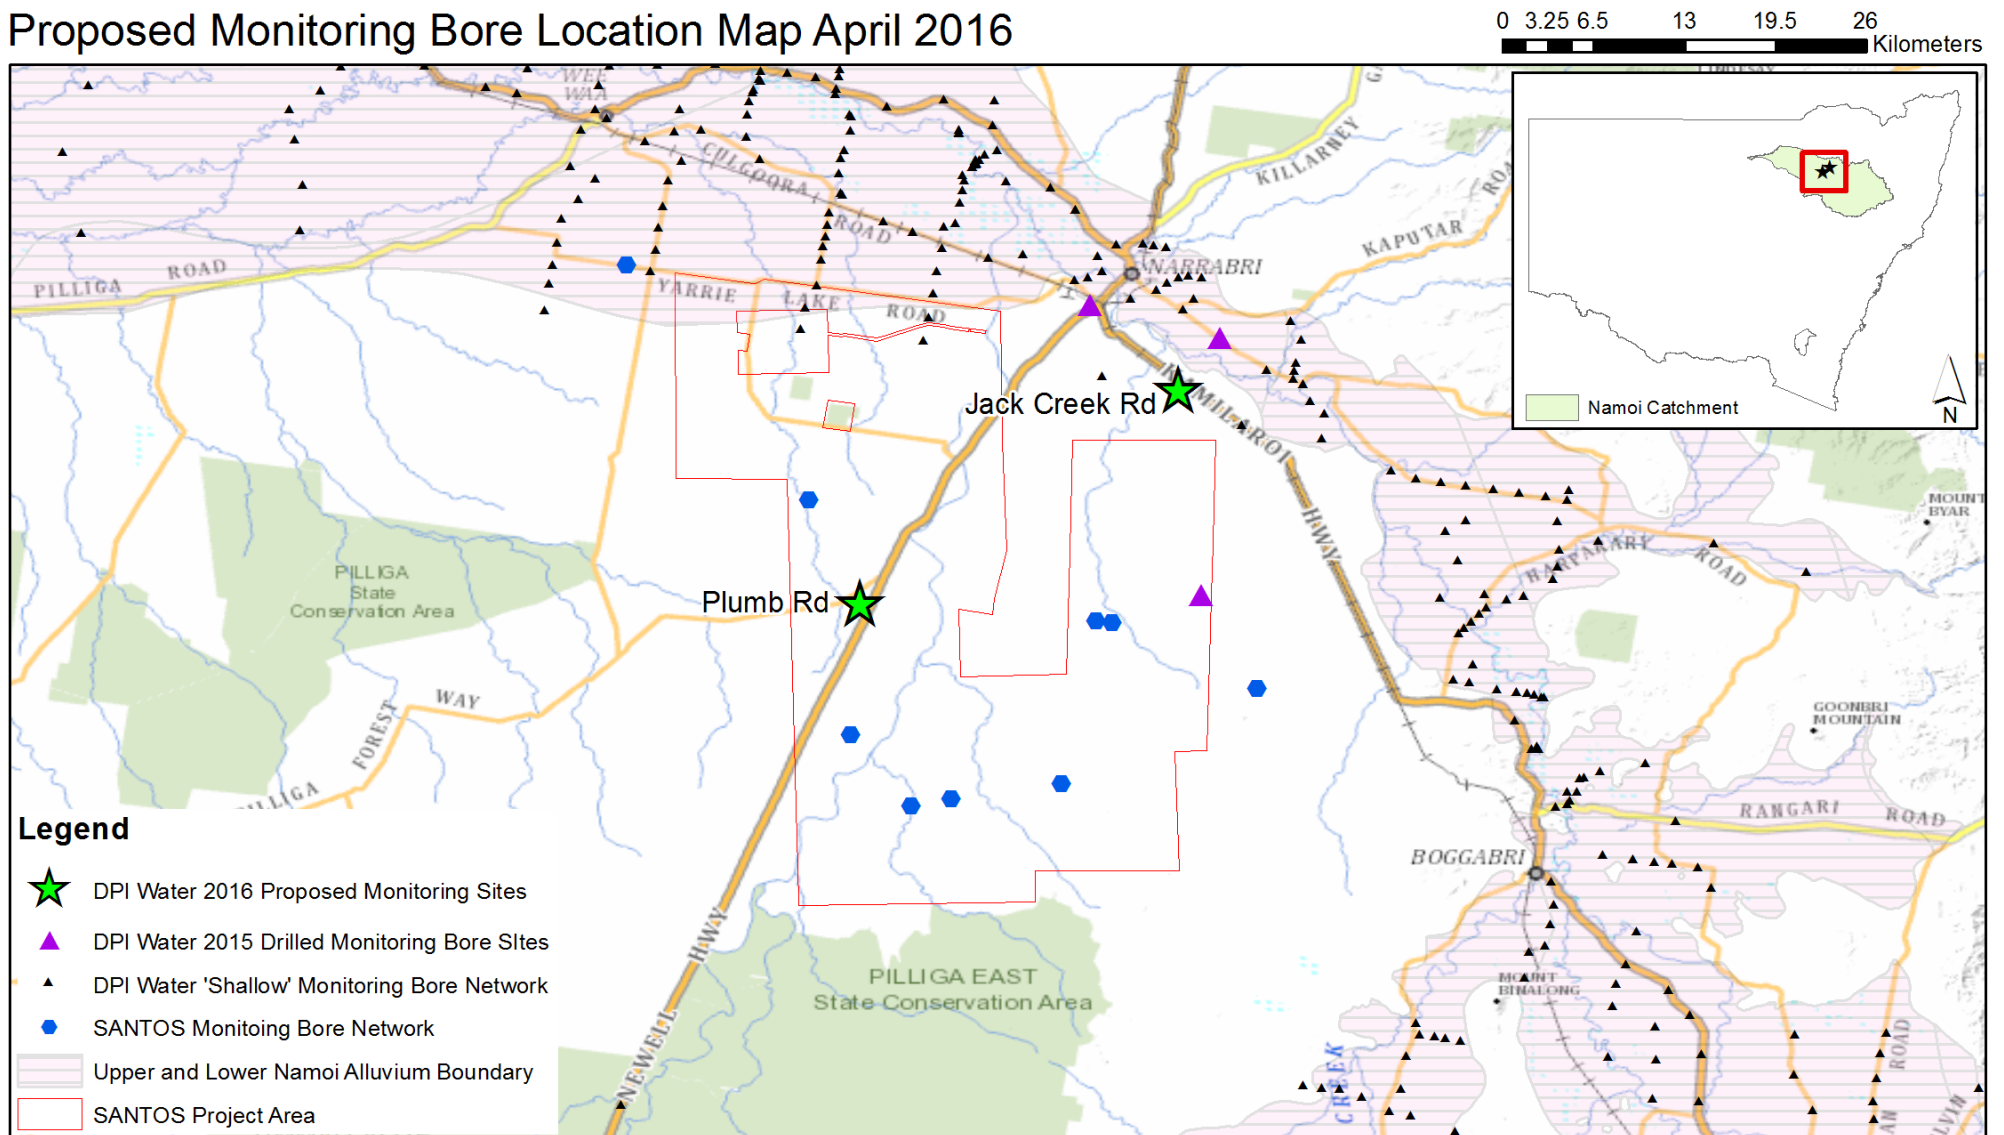 Proposed Monitoring Bore Location Map April 2016
0 3.25 6.5 13 19.5 26
Kilometers
WEE
WAA
CULGOORA
ROAD
KILLARNEY
KAPUTAR
NARRABRI
PILLIGA ROAD
YARRIE LAKE ROAD
Jack Creek Rd
KAMILAROI
HWY
Namoi Catchment
N
MOUNT
BYAR
HARPARARY ROAD
PILLIGA
State
Conservation Area
Plumb Rd
PILLIGA FOREST WAY
GOONBRI
MOUNTAIN
RANGARI ROAD
BOGGABRI
MOUNT
BINALONG
PILLIGA EAST
State Conservation Area
NEWELL HWY
CREEK
ROAD
Legend
DPI Water 2016 Proposed Monitoring Sites
DPI Water 2015 Drilled Monitoring Bore SItes
DPI Water 'Shallow' Monitoring Bore Network
SANTOS Monitoing Bore Network
Upper and Lower Namoi Alluvium Boundary
SANTOS Project Area